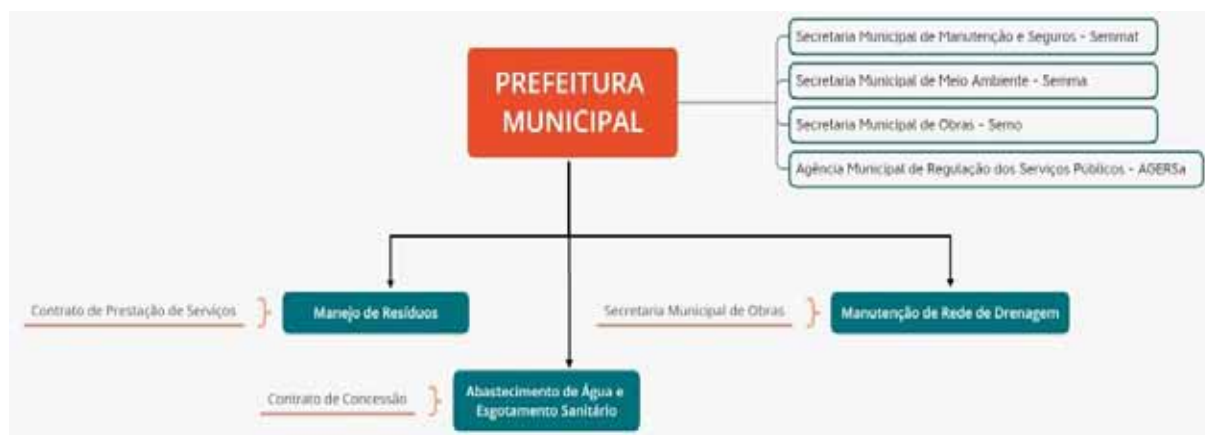 PREFEITURA
MUNICIPAL
Secretaria Municipal de Manutenção e Seguros - Semmat
Secretaria Municipal de Meio Ambiente - Semma
Secretaria Municipal de Obras - Semo
Agência Municipal de Regulação dos Serviços Públicos - AGERSa
Contrato de Prestação de Serviços
Manejo de Resíduos
Secretaria Municipal de Obras
Manutenção de Rede de Drenagem
Contrato de Concessão
Abastecimento de Água e
Esgotamento Sanitário